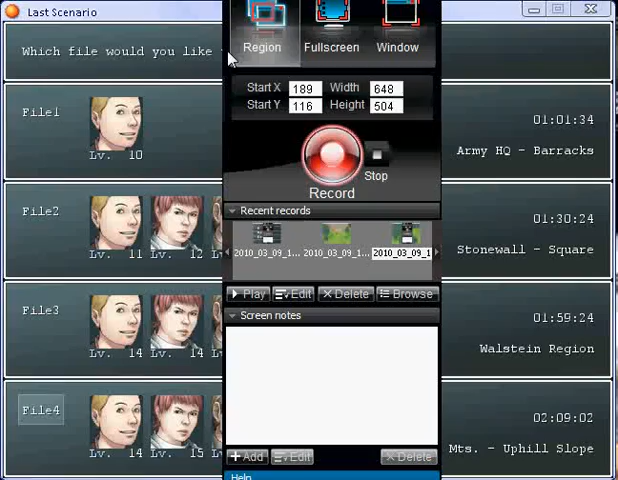 Last Scenario
Which file would you like
Region Fullscreen Window
Start X 189 Width 648
Start Y 116 Height 504
Record
Stop
Recent records
2010_03_09_1... 2010_03_09_1... 2010_03_09_1
Play Edit Delete Browse
Screen notes
Add Edit Delete
Help
File1
Lv. 10
01:01:34
Army HQ - Barracks
File2
Lv. 11 Lv. 12
01:30:24
Stonewall - Square
File3
Lv. 14 Lv. 14
01:59:24
Walstein Region
File4
Lv. 14 Lv. 15
02:09:02
Mts. - Uphill Slope